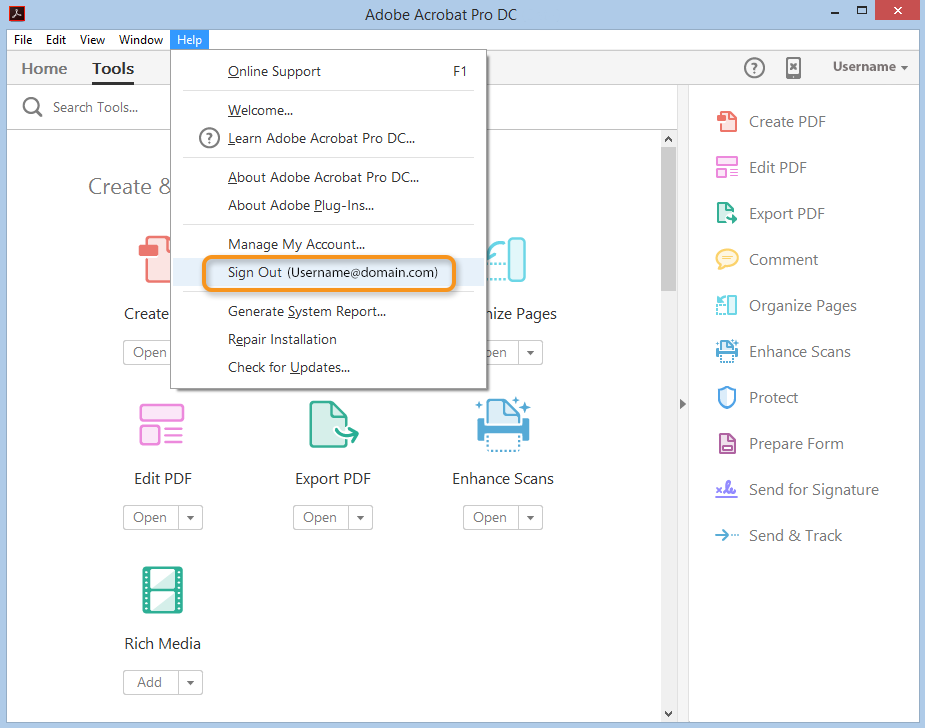 Adobe Acrobat Pro DC
File Edit View Window Help
Home Tools
Username
Search Tools...
Online Support F1
Welcome...
Learn Adobe Acrobat Pro DC...
About Adobe Acrobat Pro DC...
About Adobe Plug-Ins...
Manage My Account...
Sign Out (Username@domain.com)
Generate System Report...
Repair Installation
Check for Updates...
Create &
Create
nize Pages
Open
pen
Edit PDF
Export PDF
Enhance Scans
Open
Open
Open
Rich Media
Add
Create PDF
Edit PDF
Export PDF
Comment
Organize Pages
Enhance Scans
Protect
Prepare Form
Send for Signature
Send & Track